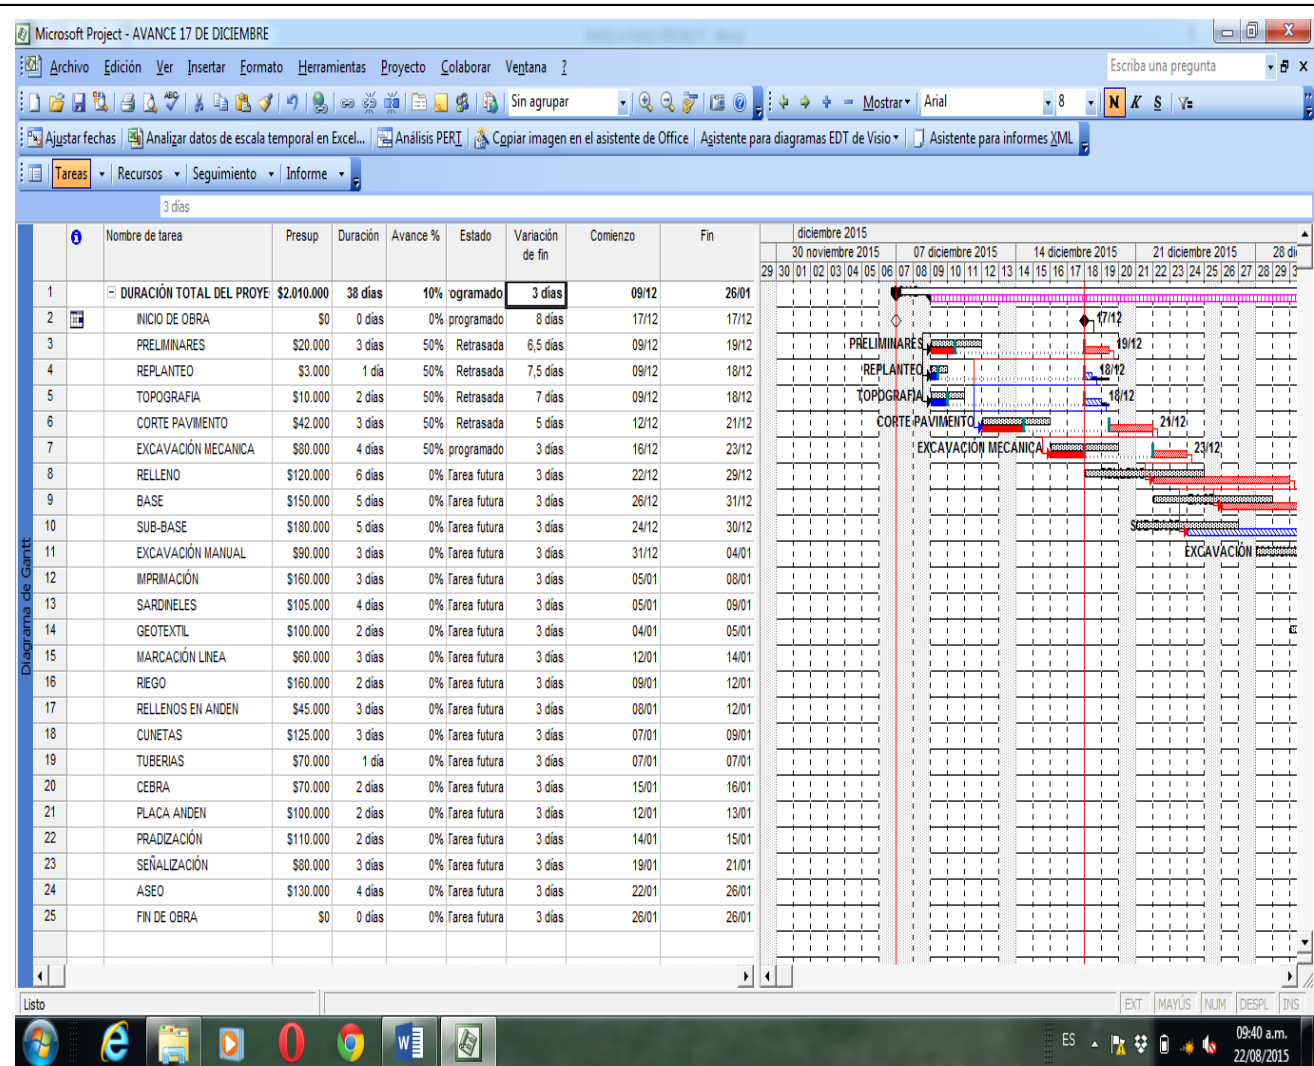 Microsoft Project - AVANCE 17 DE DICIEMBRE
Archivo Edición Ver Insertar Formato Herramientas Proyecto Colaborar Ventana ? Escriba una pregunta
Sin agrupar Mostrar Arial 8 N K S
Ajustar fechas Analizar datos de escala temporal en Excel... Análisis PERT Copiar imagen en el asistente de Office Asistente para diagramas EDT de Visio Asistente para informes XML
Tareas Recursos Seguimiento Informe
3 días
Nombre de tarea Presup Duración Avance % Estado Variación de fin Comienzo Fin
diciembre 2015
30 noviembre 2015 07 diciembre 2015 14 diciembre 2015 21 diciembre 2015 28 di
29 30 01 02 03 04 05 06 07 08 09 10 11 12 13 14 15 16 17 18 19 20 21 22 23 24 25 26 27 28 29 3
1 DURACIÓN TOTAL DEL PROYE $2.010.000 38 días 10% ogramado 3 días 09/12 26/01
2 INICIO DE OBRA $0 0 días 0% programado 8 días 17/12 17/12 17/12
3 PRELIMINARES $20.000 3 días 50% Retrasada 6,5 días 09/12 19/12 PRELIMINARES 19/12
4 REPLANTEO $3.000 1 día 50% Retrasada 7,5 días 09/12 18/12 REPLANTEO 18/12
5 TOPOGRAFIA $10.000 2 días 50% Retrasada 7 días 09/12 18/12 TOPOGRAFIA 18/12
6 CORTE PAVIMENTO $42.000 3 días 50% Retrasada 5 días 12/12 21/12 CORTE PAVIMENTO 21/12
7 EXCAVACIÓN MECANICA $80.000 4 días 50% programado 3 días 16/12 23/12 EXCAVACIÓN MECANICA 23/12
8 RELLENO $120.000 6 días 0% Tarea futura 3 días 22/12 29/12
9 BASE $150.000 5 días 0% Tarea futura 3 días 26/12 31/12
10 SUB-BASE $180.000 5 días 0% Tarea futura 3 días 24/12 30/12
11 EXCAVACIÓN MANUAL $90.000 3 días 0% Tarea futura 3 días 31/12 04/01 EXCAVACIÓN
12 IMPRIMACIÓN $160.000 3 días 0% Tarea futura 3 días 05/01 08/01
13 SARDINELES $105.000 4 días 0% Tarea futura 3 días 05/01 09/01
14 GEOTEXTIL $100.000 2 días 0% Tarea futura 3 días 04/01 05/01
15 MARCACIÓN LINEA $60.000 3 días 0% Tarea futura 3 días 12/01 14/01
16 RIEGO $160.000 2 días 0% Tarea futura 3 días 09/01 12/01
17 RELLENOS EN ANDEN $45.000 3 días 0% Tarea futura 3 días 08/01 12/01
18 CUNETAS $125.000 3 días 0% Tarea futura 3 días 07/01 09/01
19 TUBERIAS $70.000 1 día 0% Tarea futura 3 días 07/01 07/01
20 CEBRA $70.000 2 días 0% Tarea futura 3 días 15/01 16/01
21 PLACA ANDEN $100.000 2 días 0% Tarea futura 3 días 12/01 13/01
22 PRADIZACIÓN $110.000 2 días 0% Tarea futura 3 días 14/01 15/01
23 SEÑALIZACIÓN $80.000 3 días 0% Tarea futura 3 días 19/01 21/01
24 ASEO $130.000 4 días 0% Tarea futura 3 días 22/01 26/01
25 FIN DE OBRA $0 0 días 0% Tarea futura 3 días 26/01 26/01
Diagrama de Gantt
Listo EXT MAYÚS NUM DESPL INS
ES 09:40 a.m.
22/08/2015